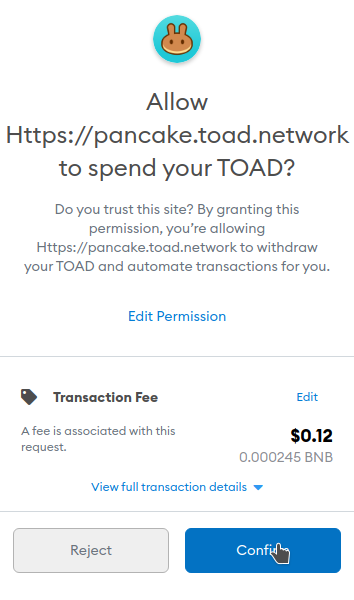 Allow
Https://pancake.toad.network
to spend your TOAD?
Do you trust this site? By granting this
permission, you're allowing
Https://pancake.toad.network to withdraw
your TOAD and automate transactions for you.
Edit Permission
Transaction Fee
Edit
A fee is associated with this
request.
$0.12
0.000245 BNB
View full transaction details
Reject